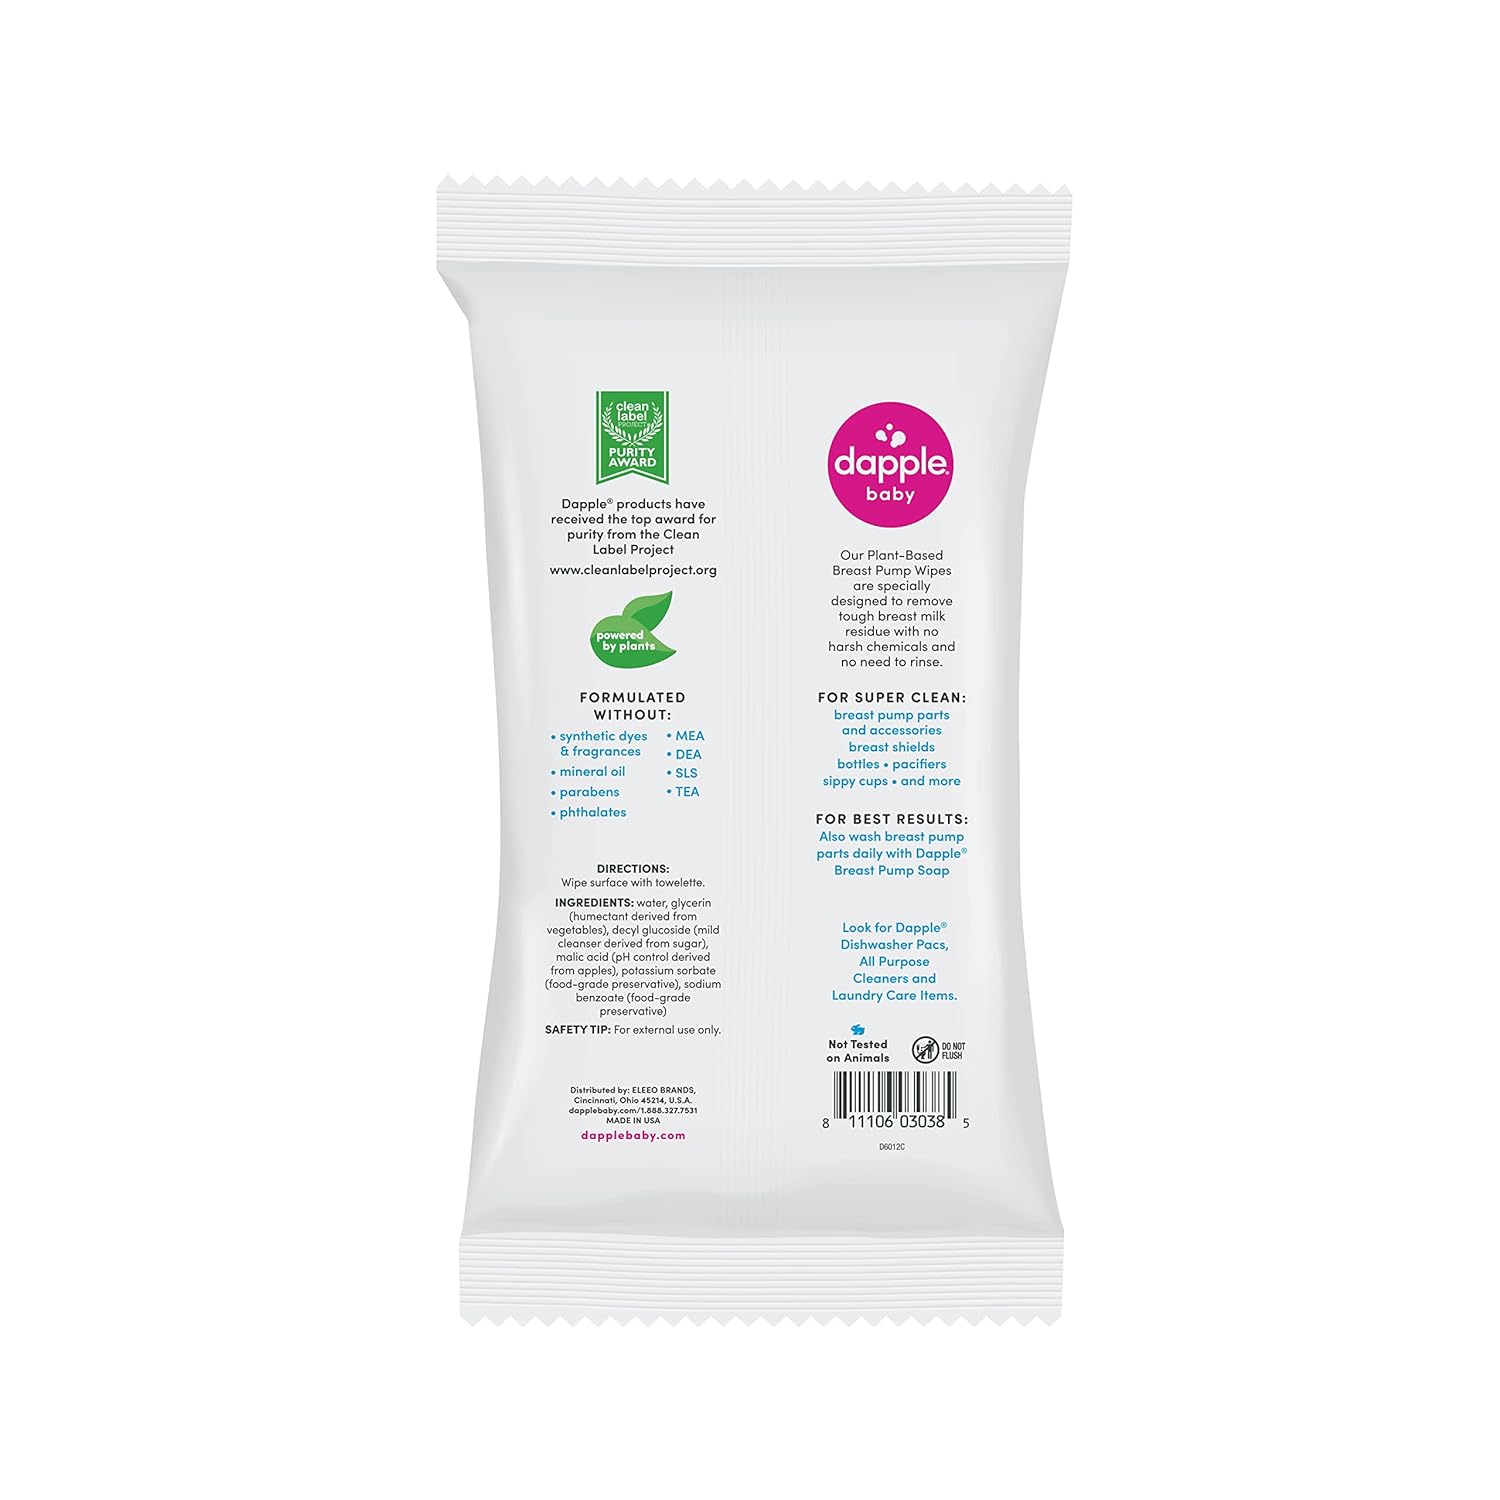 clean
label
PROJECT
PURITY
AWARD
Dapple® products have
received the top award for
purity from the Clean
Label Project
www.cleanlabelproject.org
powered
by plants
FORMULATED
WITHOUT:
• synthetic dyes
& fragrances
• mineral oil
• parabens
• phthalates
• MEA
• DEA
• SLS
• TEA
DIRECTIONS:
Wipe surface with towelette.
INGREDIENTS: water, glycerin
(humectant derived from
vegetables), decyl glucoside (mild
cleanser derived from sugar),
malic acid (pH control derived
from apples), potassium sorbate
(food-grade preservative), sodium
benzoate (food-grade
preservative)
SAFETY TIP: For external use only.
Distributed by: ELEEO BRANDS,
Cincinnati, Ohio 45214, U.S.A.
dapplebaby.com/1.888.327.7531
MADE IN USA
dapplebaby.com
dapple®
baby
Our Plant-Based
Breast Pump Wipes
are specially
designed to remove
tough breast milk
residue with no
harsh chemicals and
no need to rinse.
FOR SUPER CLEAN:
breast pump parts
and accessories
breast shields
bottles • pacifiers
sippy cups • and more
FOR BEST RESULTS:
Also wash breast pump
parts daily with Dapple®
Breast Pump Soap
Look for Dapple®
Dishwasher Pacs,
All Purpose
Cleaners and
Laundry Care Items.
Not Tested
on Animals
DO NOT
FLUSH
8 11106 03038 5
D6012C